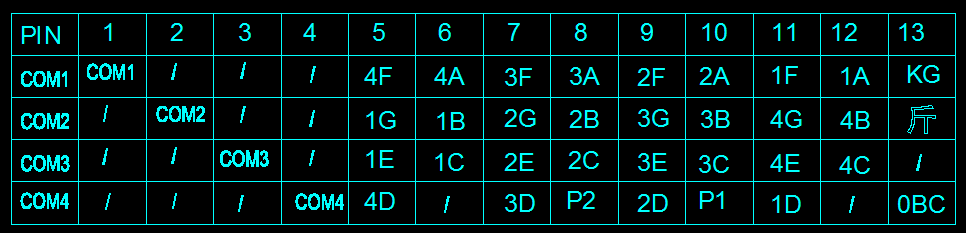 PIN 1 2 3 4 5 6 7 8 9 10 11 12 13
COM1 COM1 / / / 4F 4A 3F 3A 2F 2A 1F 1A KG
COM2 / COM2 / / 1G 1B 2G 2B 3G 3B 4G 4B 斤
COM3 / / COM3 / 1E 1C 2E 2C 3E 3C 4E 4C /
COM4 / / / COM4 4D / 3D P2 2D P1 1D / 0BC